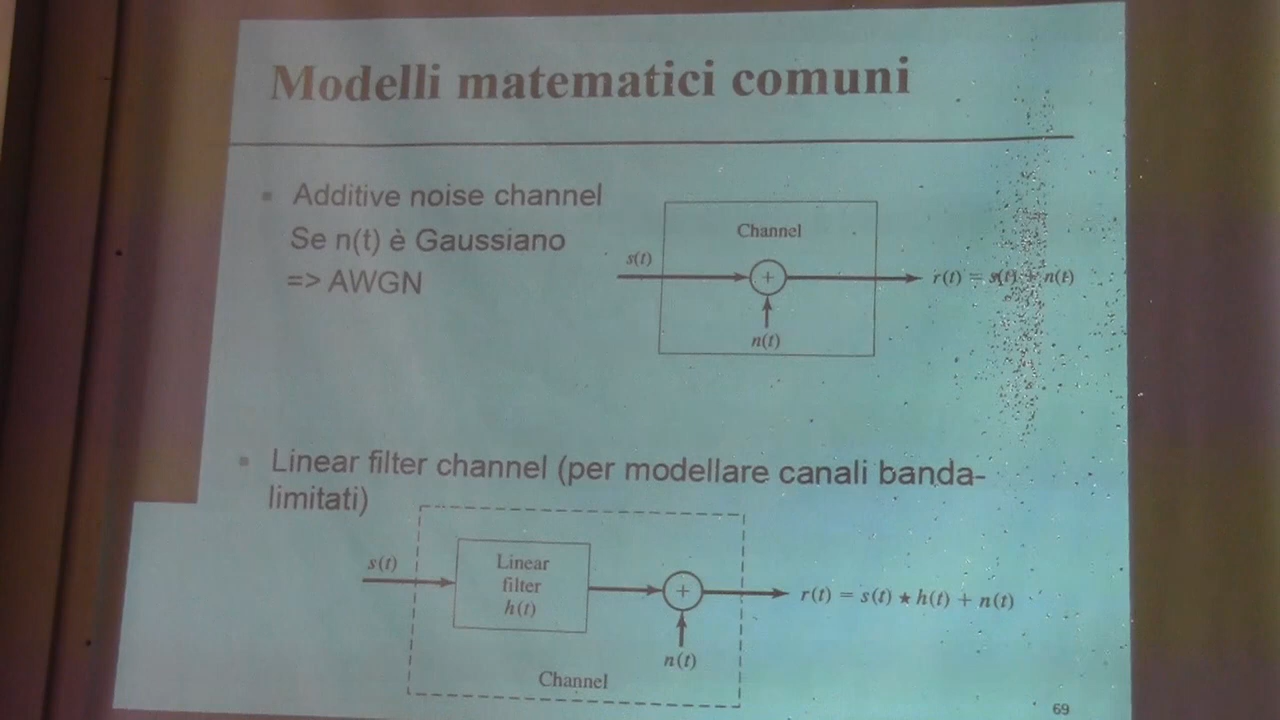 Modelli matematici comuni
Additive noise channel
Se n(t) è Gaussiano
=> AWGN
Channel
s(t)
+
r(t) = s(t) + n(t)
n(t)
Linear filter channel (per modellare canali banda-
limitati)
s(t)
Linear
filter
h(t)
+
r(t) = s(t) ★ h(t) + n(t)
n(t)
Channel
69